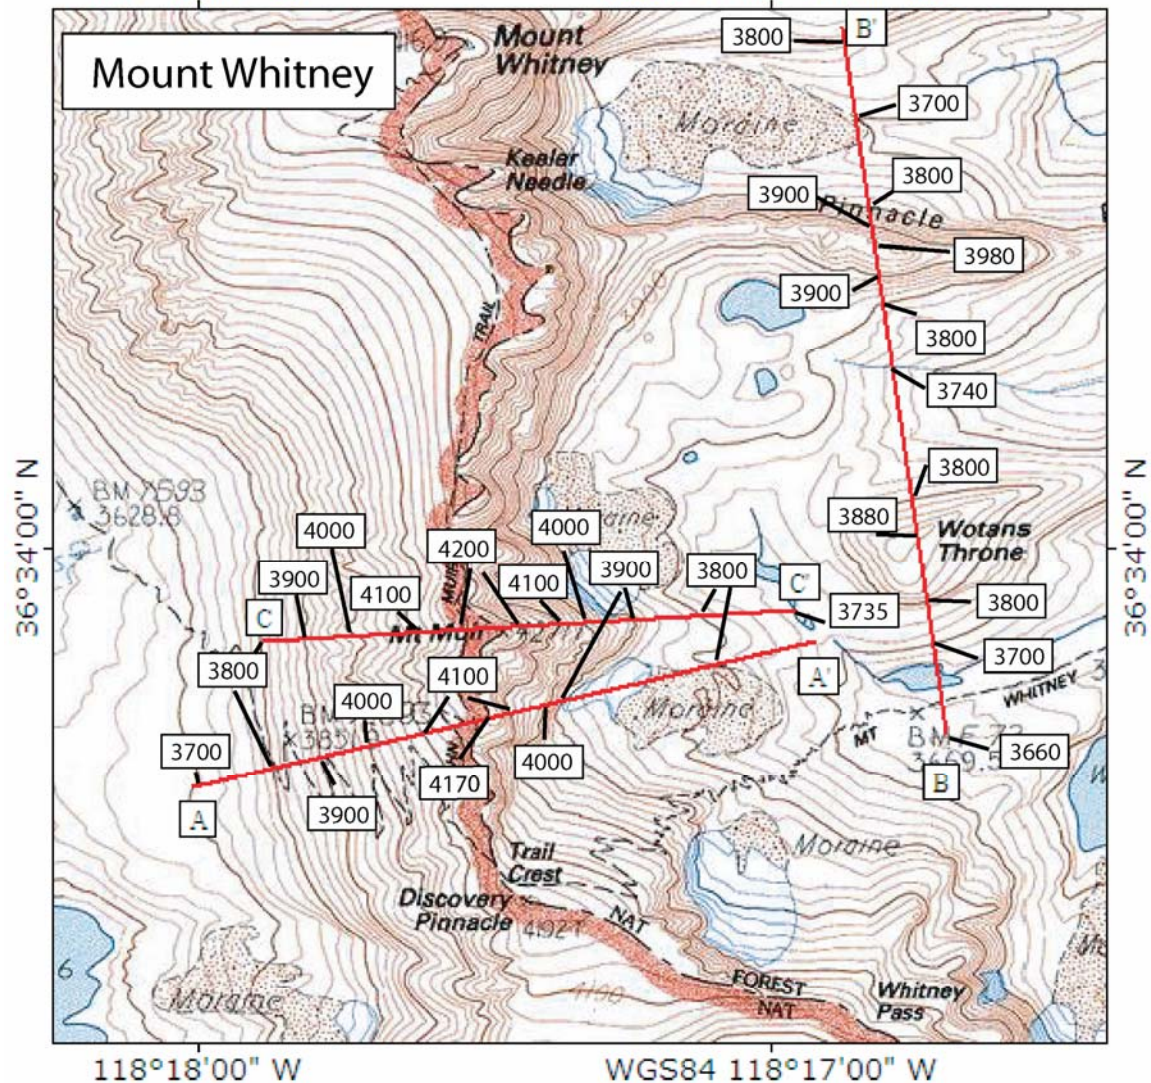 Mount Whitney
Mount
Whitney
3800
B'
3700
Moraine
Keeler
Needle
3800
3900
Pinnacle
3980
3900
3800
TRAIL
3740
3800
BM 7593
3628.8
3880
Wotans
Throne
4000
4200
4000
3900
4100
4100
3900
3800
C'
3735
C
MUIR
Mt Muir
3800
3800
3700
A'
4100
4000
Moraine
WHITNEY
MT
3660
3700
A
3900
4170
4000
B
Trail
Crest
Moraine
Discovery
Pinnacle
NAT
FOREST
NAT
Whitney
Pass
Moraine
6
36°34'00" N
36°34'00" N
118°18'00" W
WGS84 118°17'00" W